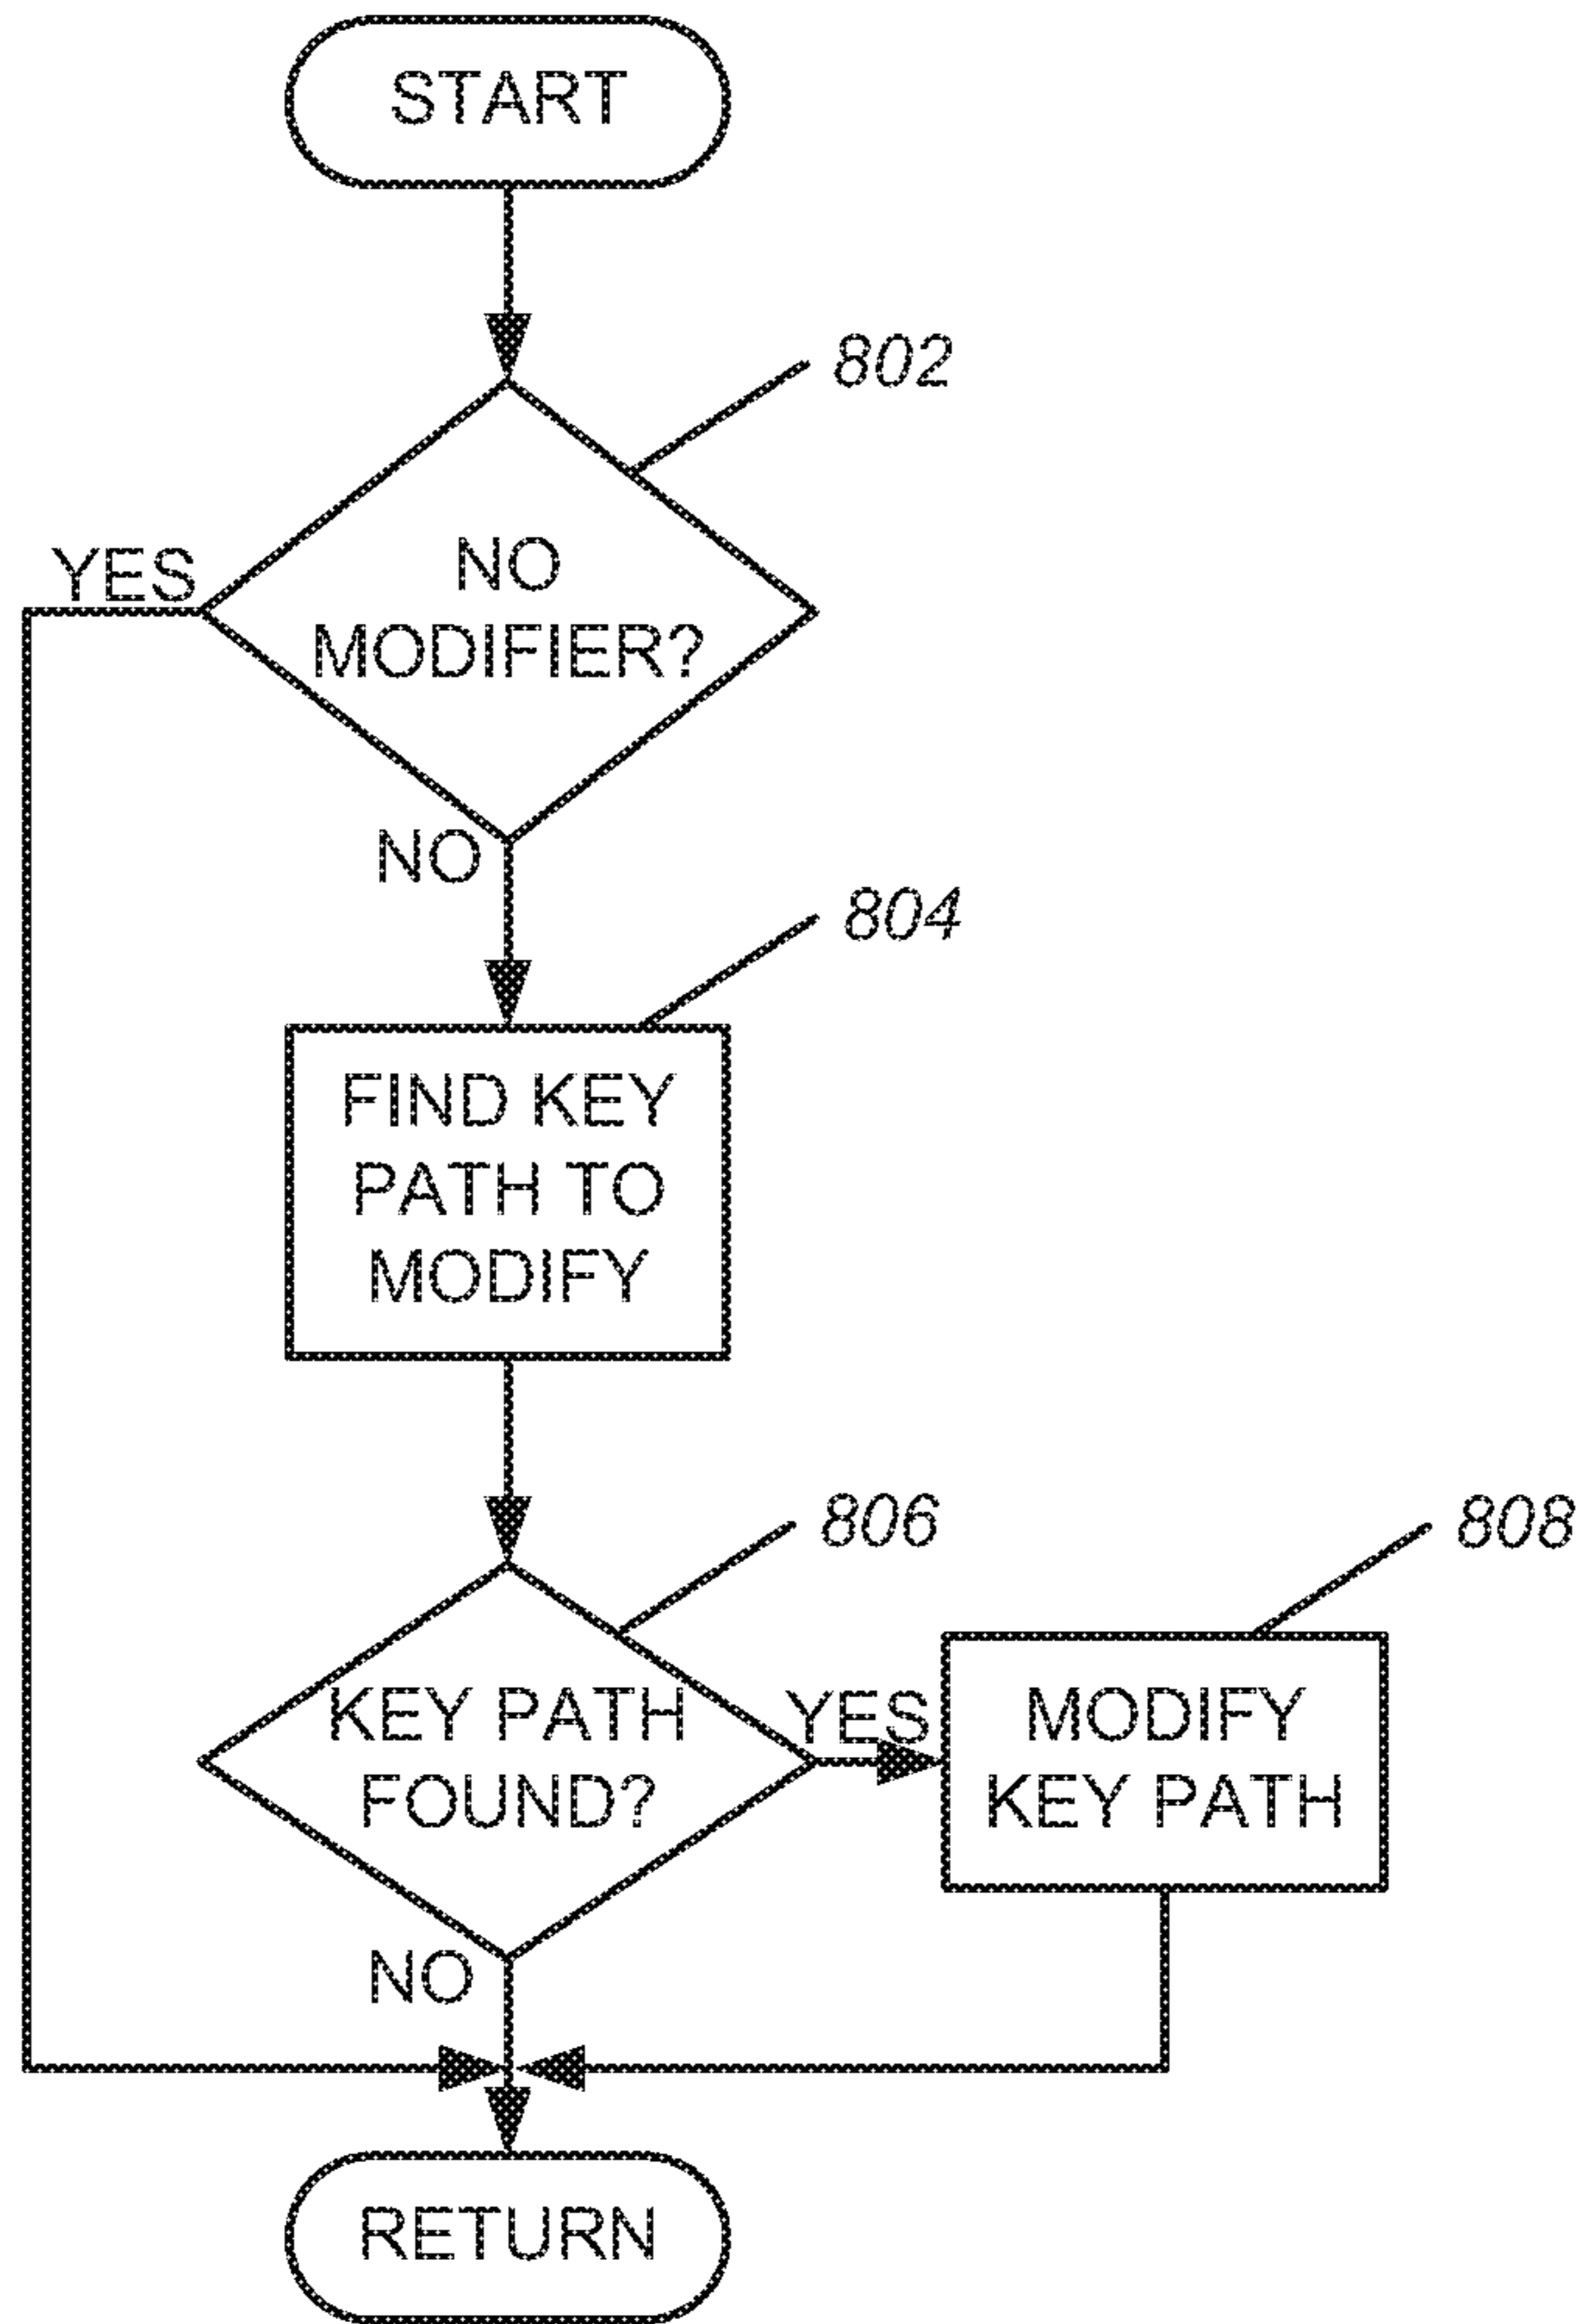 START
802
YES
NO
MODIFIER?
NO
804
FIND KEY
PATH TO
MODIFY
806
808
KEY PATH
FOUND?
YES
MODIFY
KEY PATH
NO
RETURN